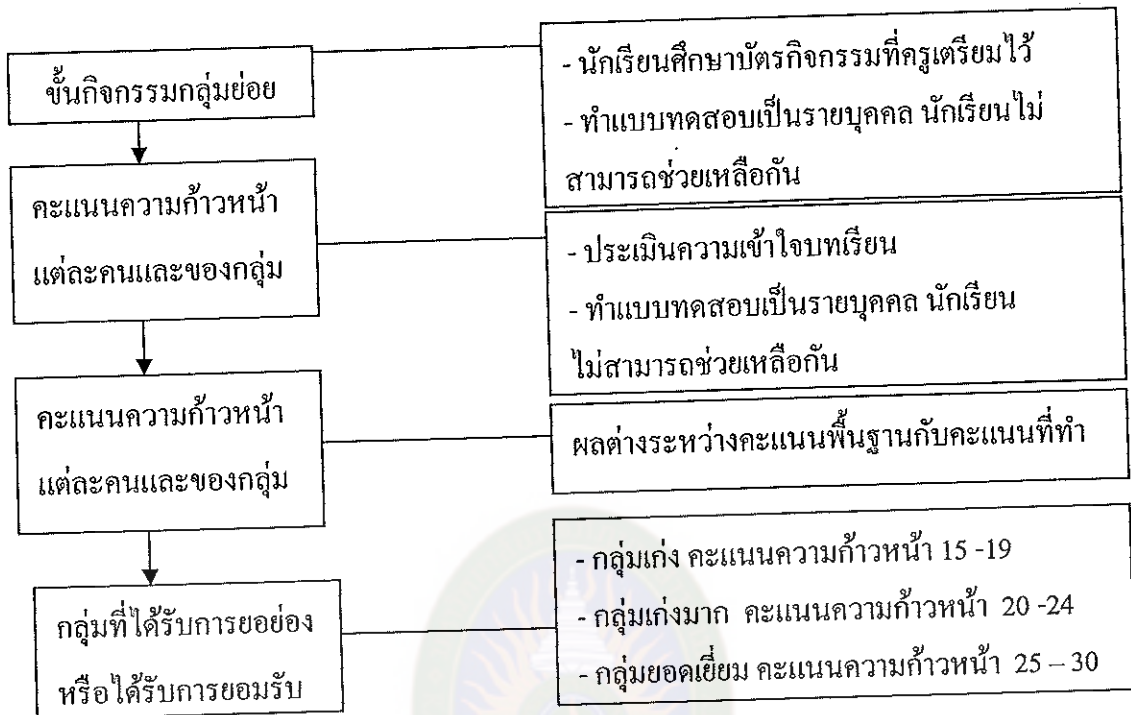 ขั้นกิจกรรมกลุ่มย่อย
- นักเรียนศึกษาบัตรกิจกรรมที่ครูเตรียมไว้
- ทำแบบทดสอบเป็นรายบุคคล นักเรียนไม่
สามารถช่วยเหลือกัน
คะแนนความก้าวหน้า
แต่ละคนและของกลุ่ม
- ประเมินความเข้าใจบทเรียน
- ทำแบบทดสอบเป็นรายบุคคล นักเรียน
ไม่สามารถช่วยเหลือกัน
คะแนนความก้าวหน้า
แต่ละคนและของกลุ่ม
ผลต่างระหว่างคะแนนพื้นฐานกับคะแนนที่ทำ
กลุ่มที่ได้รับการยอย่อง
หรือได้รับการยอมรับ
- กลุ่มเก่ง คะแนนความก้าวหน้า 15 -19
- กลุ่มเก่งมาก คะแนนความก้าวหน้า 20 -24
- กลุ่มยอดเยี่ยม คะแนนความก้าวหน้า 25 – 30